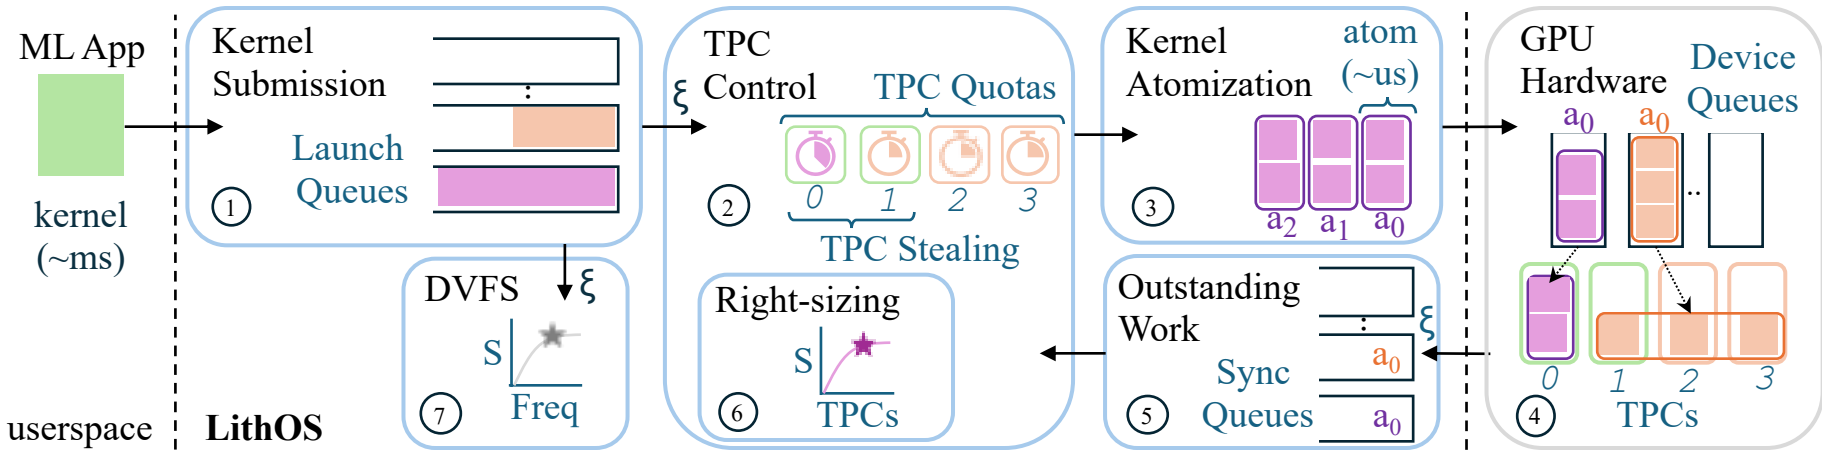 ML App
kernel
(~ms)
userspace
LithOS
Kernel
Submission
:
Launch
Queues
1
ξ
DVFS
ξ
S
Freq
7
TPC
Control
TPC Quotas
0 1 2 3
2
TPC Stealing
Right-sizing
S
TPCs
6
Kernel
Atomization
atom
(~us)
a2 a1 a0
3
Outstanding
Work
:
ξ
a0
Sync
Queues
a0
5
GPU
Hardware
Device
Queues
a0 a0
..
0 1 2 3
TPCs
4